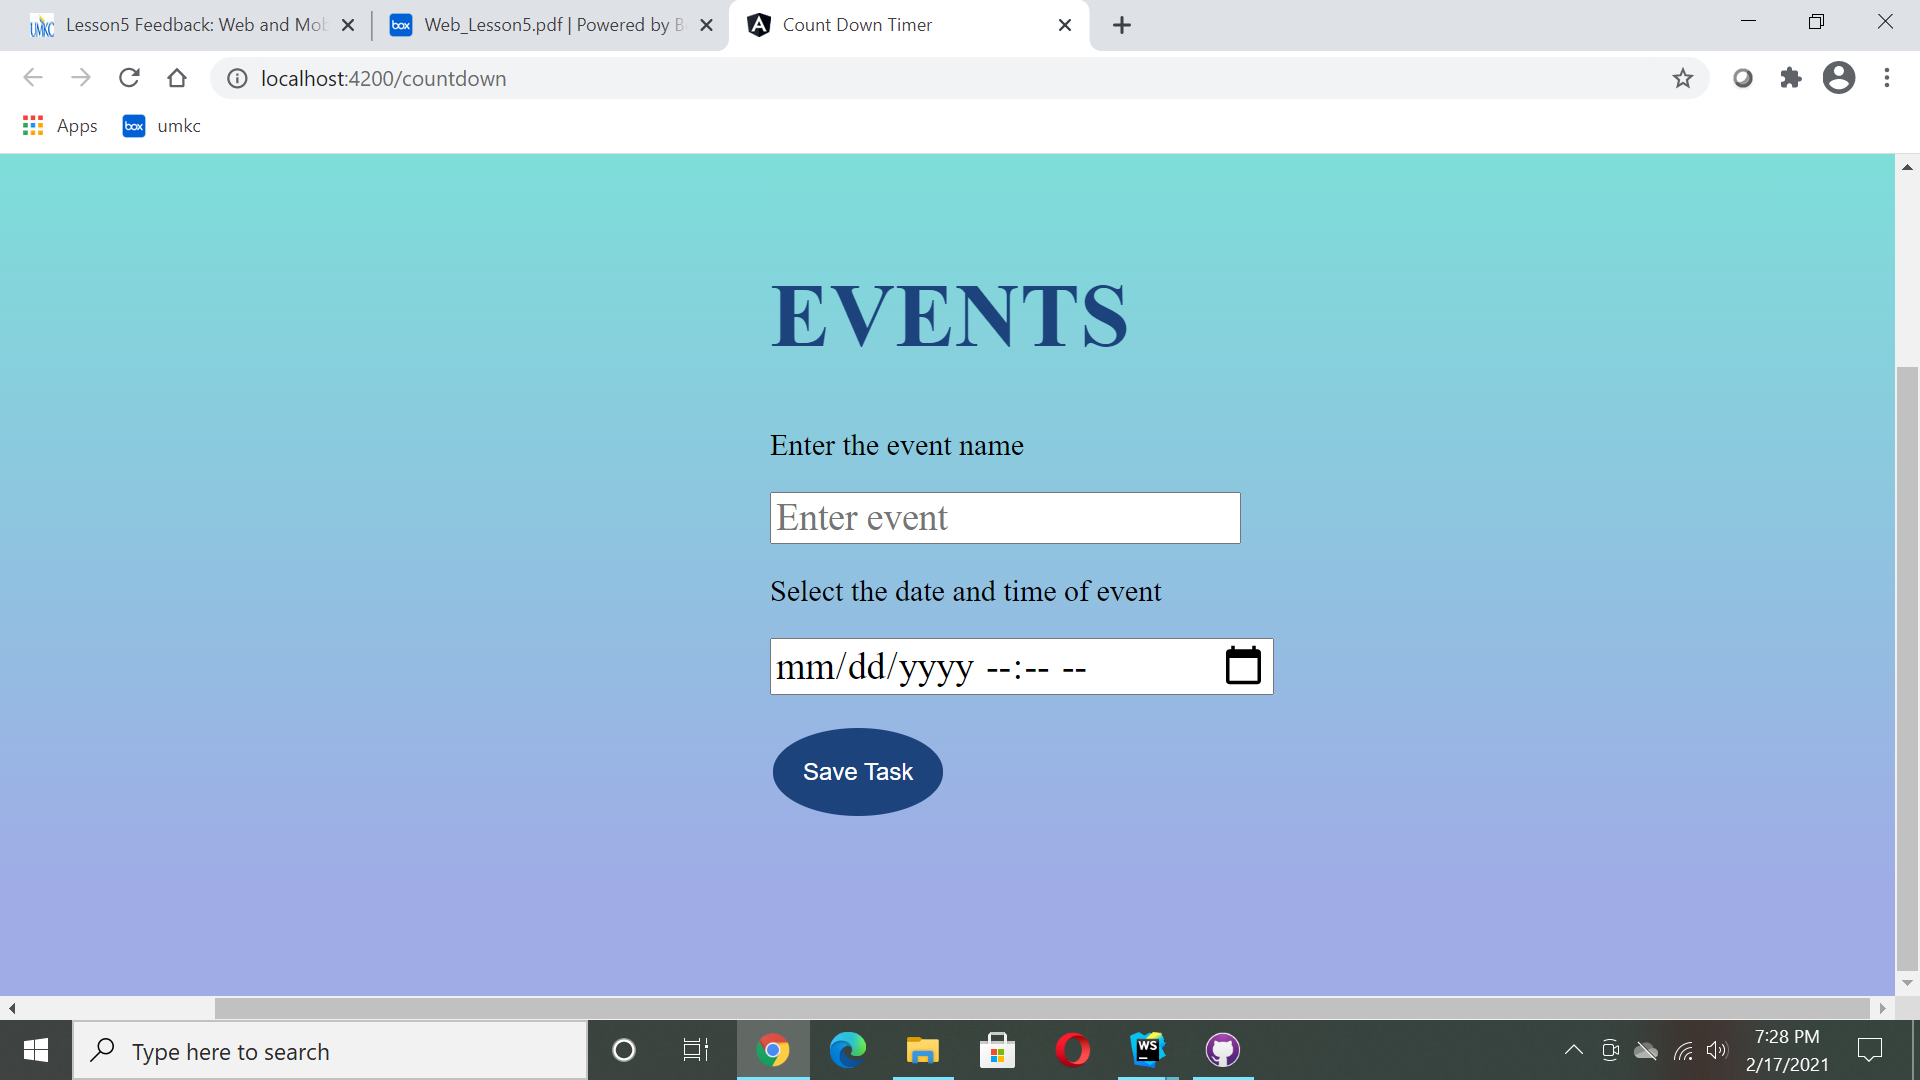 Lesson5 Feedback: Web and Mob
Web_Lesson5.pdf | Powered by B
Count Down Timer
localhost:4200/countdown
Apps
box
umkc
EVENTS
Enter the event name
Enter event
Select the date and time of event
mm/dd/yyyy --:-- --
Save Task
Type here to search
WS
7:28 PM
2/17/2021